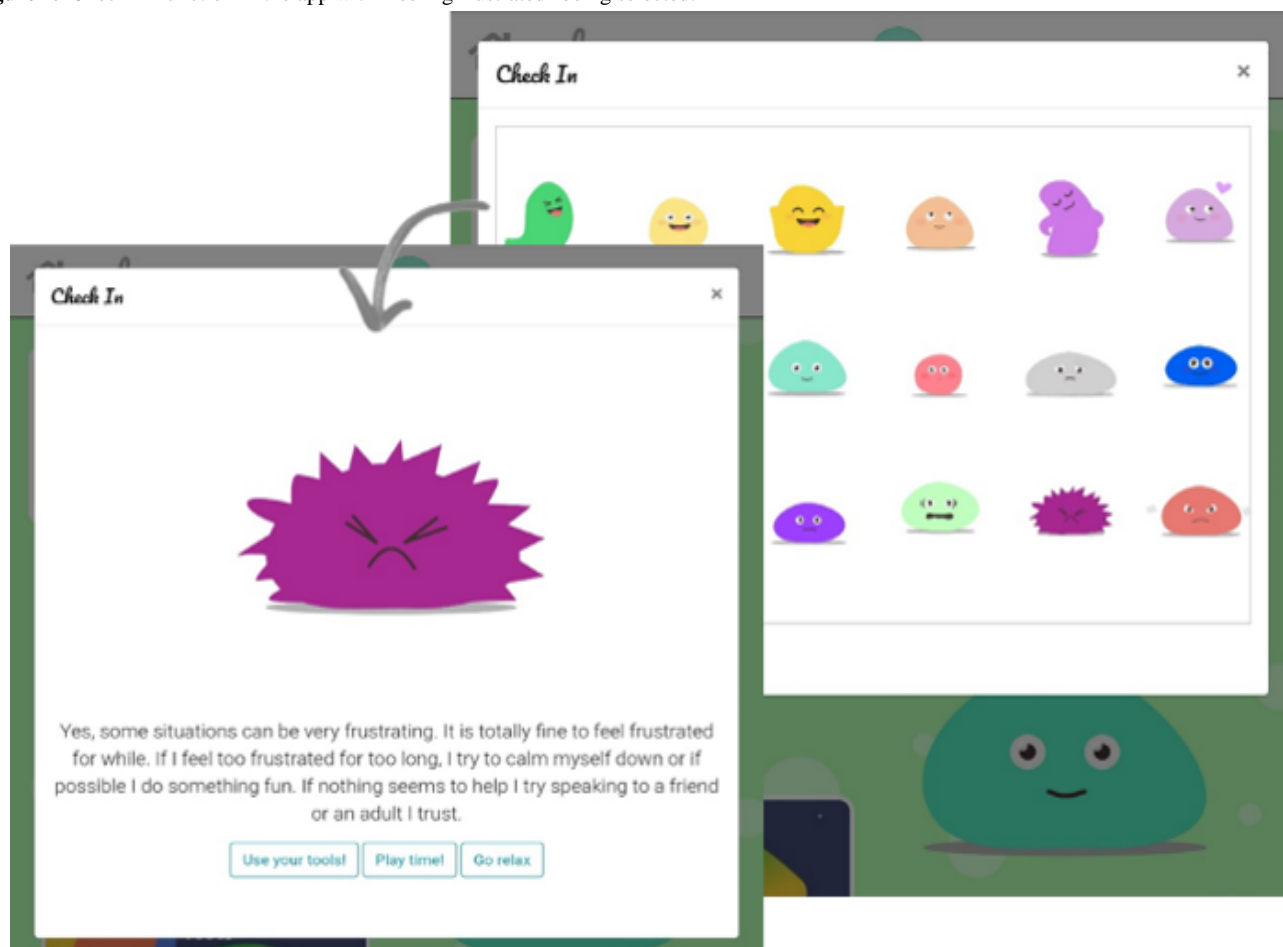 Check In
×
Check In
×
Yes, some situations can be very frustrating. It is totally fine to feel frustrated
for while. If I feel too frustrated for too long, I try to calm myself down or if
possible I do something fun. If nothing seems to help I try speaking to a friend
or an adult I trust.
Use your tools!
Play time!
Go relax